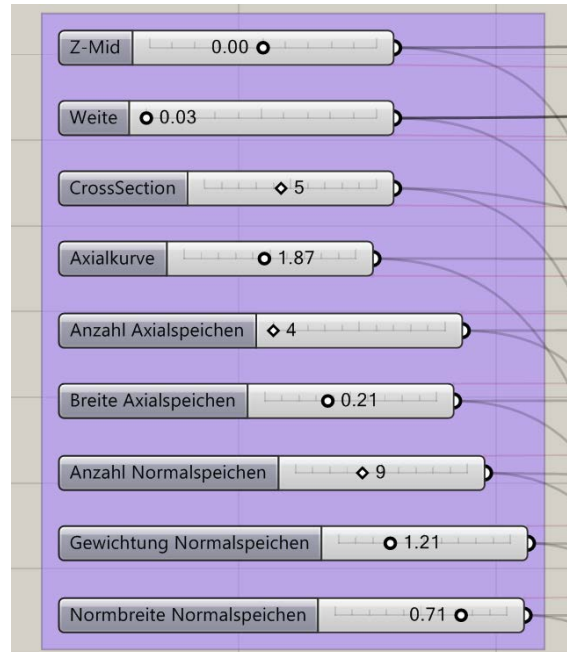 Z-Mid 0.00
Weite 0.03
CrossSection 5
Axialkurve 1.87
Anzahl Axialspeichen 4
Breite Axialspeichen 0.21
Anzahl Normalspeichen 9
Gewichtung Normalspeichen 1.21
Normbreite Normalspeichen 0.71